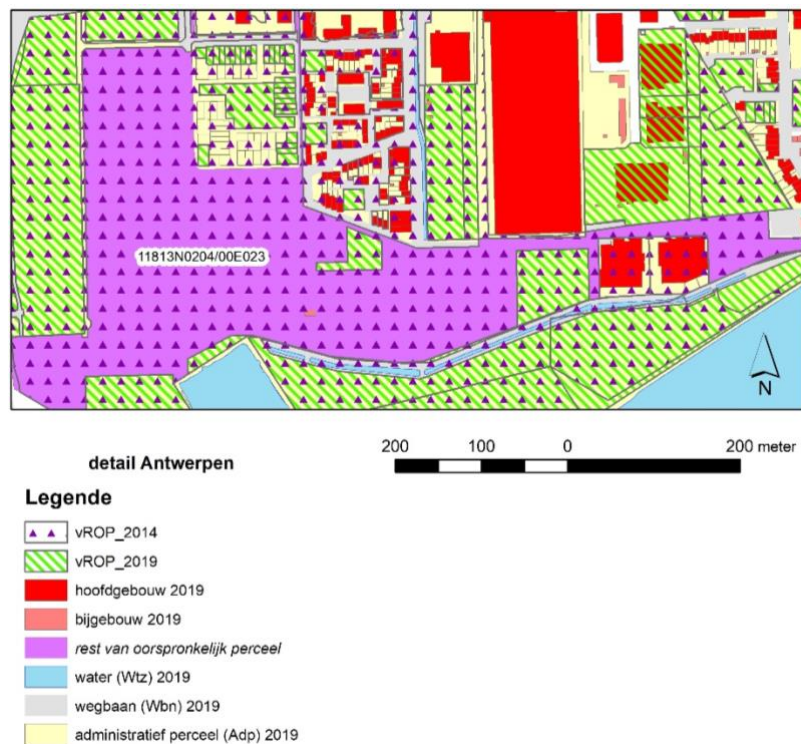 11813N0204/00E023
N
200 100 0 200 meter
detail Antwerpen
Legende
vROP_2014
vROP_2019
hoofdgebouw 2019
bijgebouw 2019
rest van oorspronkelijk perceel
water (Wtz) 2019
wegbaan (Wbn) 2019
administratief perceel (Adp) 2019